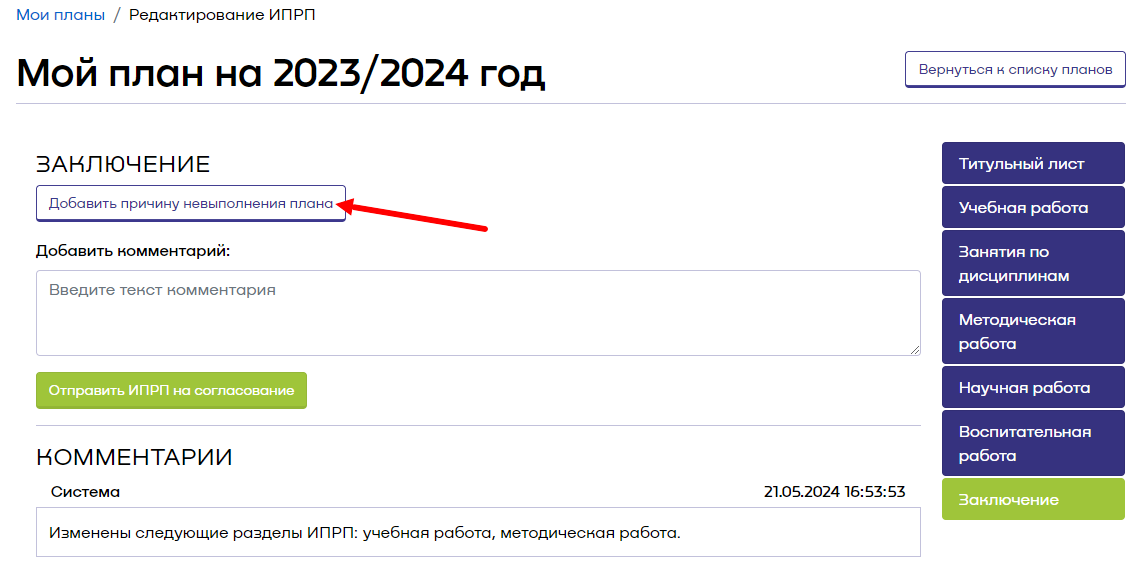 Мои планы / Редактирование ИПРП
Мой план на 2023/2024 год
Вернуться к списку планов
ЗАКЛЮЧЕНИЕ
Добавить причину невыполнения плана
Добавить комментарий:
Введите текст комментария
Отправить ИПРП на согласование
КОММЕНТАРИИ
Система 21.05.2024 16:53:53
Изменены следующие разделы ИПРП: учебная работа, методическая работа.
Титульный лист
Учебная работа
Занятия по
дисциплинам
Методическая
работа
Научная работа
Воспитательная
работа
Заключение